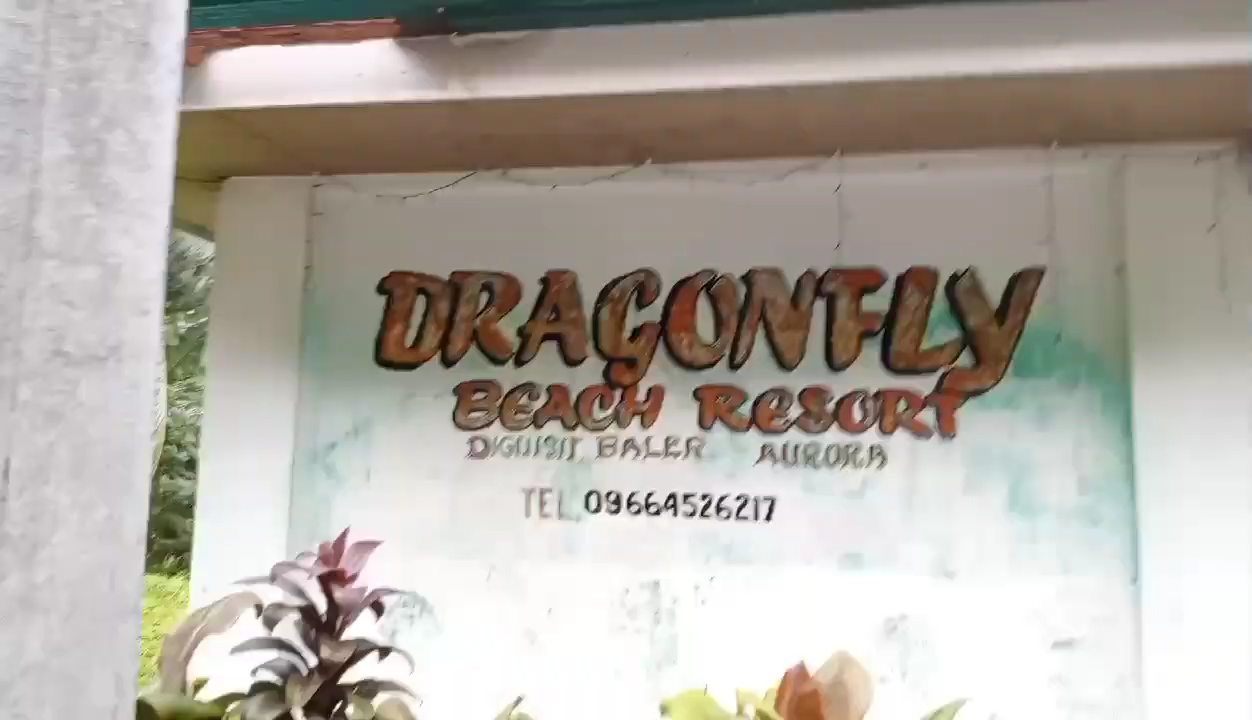 DRAGONFLY
BEACH RESORT
DIGUISIT, BALER AURORA
TEL. 09664526217